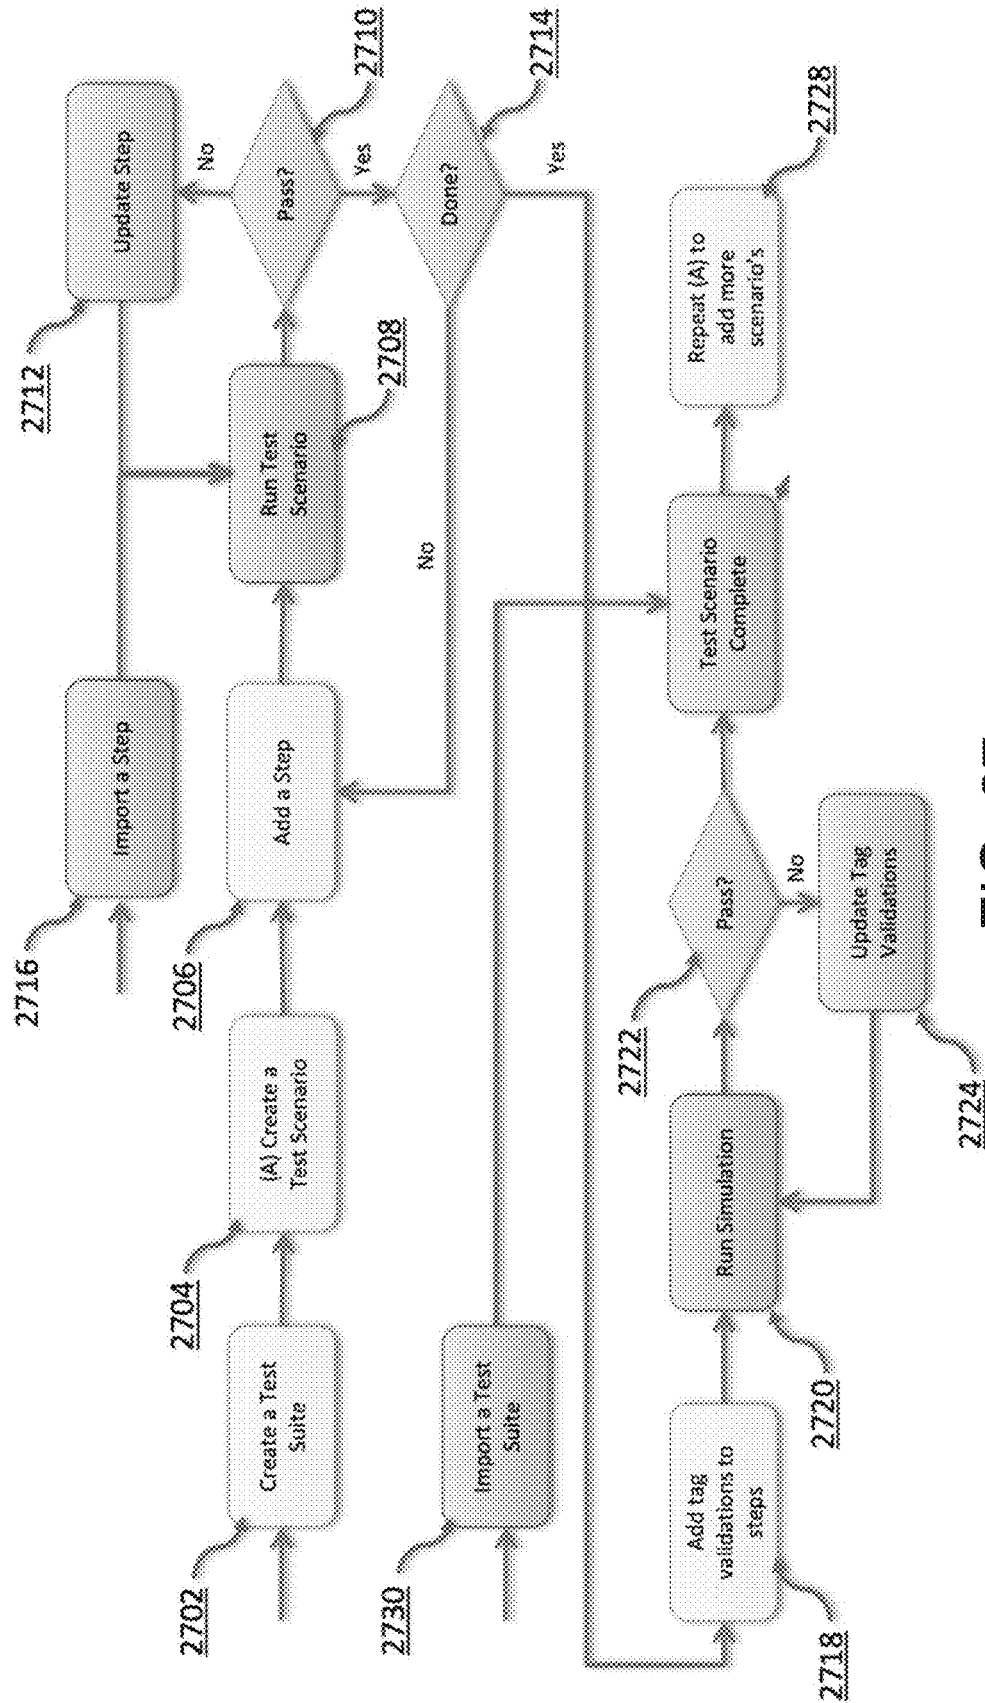 2716
Import a Step
2712
Update Step
No
2702
Create a Test
Suite
2704
(A) Create a
Test Scenario
2706
Add a Step
Run Test
Scenario
2708
Pass?
2710
Yes
No
Done?
2714
Yes
2730
Import a Test
Suite
2718
Add tag
validations to
steps
Run Simulation
2720
2722
Pass?
No
Update Tag
Validations
2724
Test Scenario
Complete
Repeat (A) to
add more
scenario's
2728